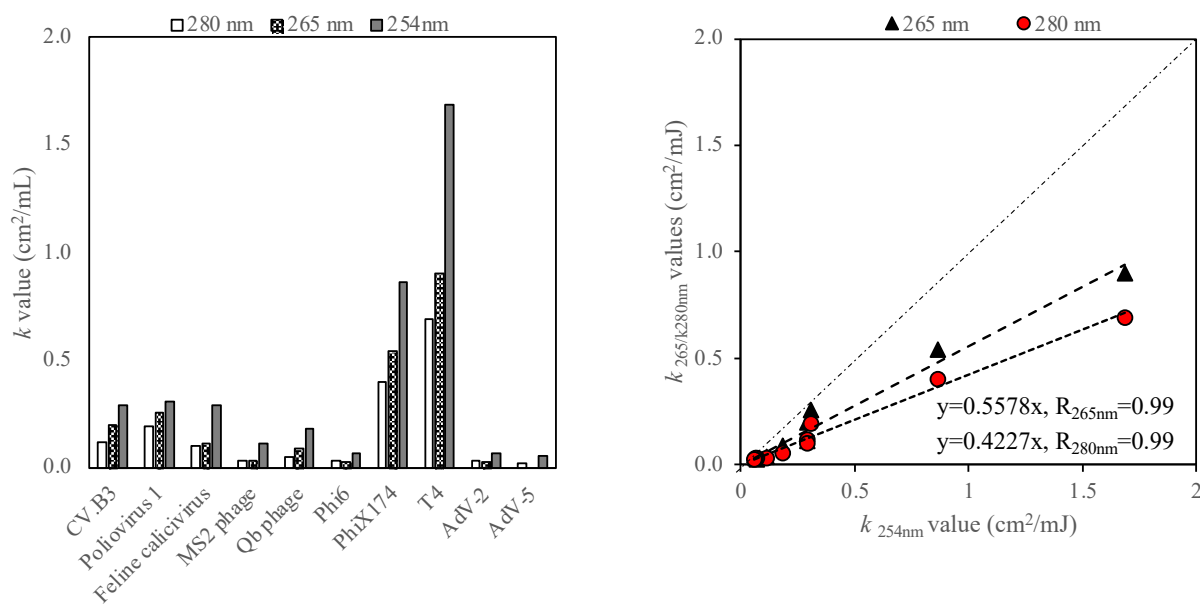 280 nm 265 nm 254nm
k value (cm²/mL)
2.0
1.5
1.0
0.5
0.0
CV B3
Poliovirus 1
Feline calicivirus
MS2 phage
Qb phage
Phi6
PhiX174
T4
AdV-2
AdV-5
265 nm 280 nm
k 265/k280nm values (cm²/mJ)
2.0
1.5
1.0
0.5
0.0
y=0.5578x, R265nm=0.99
y=0.4227x, R280nm=0.99
0 0.5 1 1.5 2
k 254nm value (cm²/mJ)